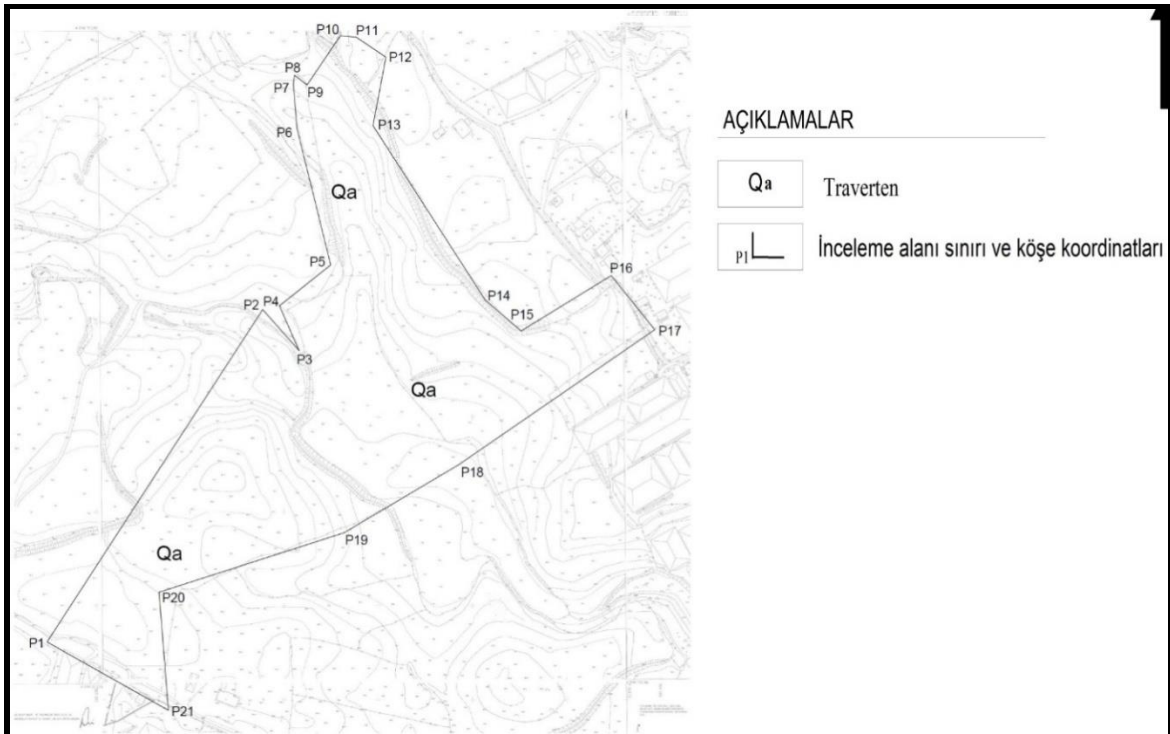 P10
P11
P12
P8
P7
P9
P13
P6
Qa
P5
P16
P2
P4
P14
P15
P17
P3
Qa
P18
P19
Qa
P20
P1
P21
AÇIKLAMALAR
Qa Traverten
P1 İnceleme alanı sınırı ve köşe koordinatları